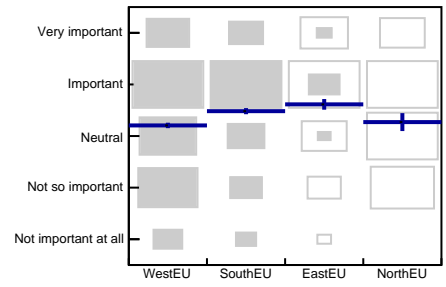 Very important
Important
Neutral
Not so important
Not important at all
WestEU SouthEU EastEU NorthEU